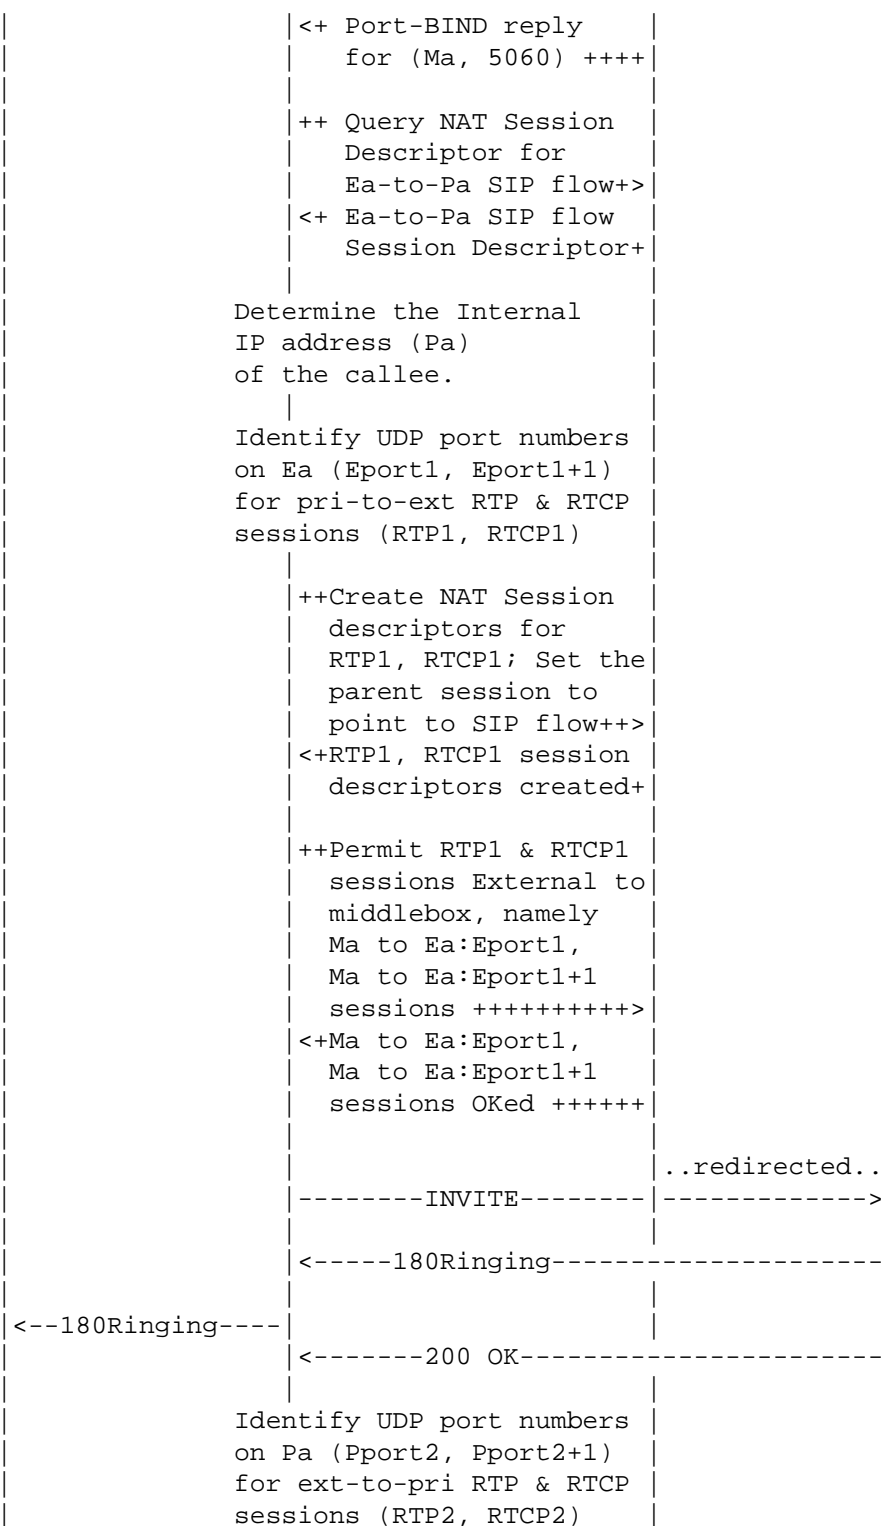 |                 |<+ Port-BIND reply    |
|                 |   for (Ma, 5060) ++++|
|                 |                      |
|                 |++ Query NAT Session  |
|                 |   Descriptor for     |
|                 |   Ea-to-Pa SIP flow+>|
|                 |<+ Ea-to-Pa SIP flow  |
|                 |   Session Descriptor+|
|                 |                      |
|             Determine the Internal     |
|             IP address (Pa)            |
|             of the callee.             |
|                 |                      |
|             Identify UDP port numbers  |
|             on Ea (Eport1, Eport1+1)   |
|             for pri-to-ext RTP & RTCP  |
|             sessions (RTP1, RTCP1)     |
|                 |                      |
|                 |++Create NAT Session  |
|                 |  descriptors for     |
|                 |  RTP1, RTCP1; Set the|
|                 |  parent session to   |
|                 |  point to SIP flow++>|
|                 |<+RTP1, RTCP1 session |
|                 |  descriptors created+|
|                 |                      |
|                 |++Permit RTP1 & RTCP1 |
|                 |  sessions External to|
|                 |  middlebox, namely   |
|                 |  Ma to Ea:Eport1,    |
|                 |  Ma to Ea:Eport1+1   |
|                 |  sessions ++++++++++>|
|                 |<+Ma to Ea:Eport1,    |
|                 |  Ma to Ea:Eport1+1   |
|                 |  sessions OKed ++++++|
|                 |                      |
|                 |                      |..redirected..
|                 |--------INVITE--------|------------->
|                 |                      |
|                 |<-----180Ringing---------------------
|                 |                      |
|<--180Ringing----|                      |
|                 |<-------200 OK-----------------------
|                 |                      |
|             Identify UDP port numbers  |
|             on Pa (Pport2, Pport2+1)   |
|             for ext-to-pri RTP & RTCP  |
|             sessions (RTP2, RTCP2)     |